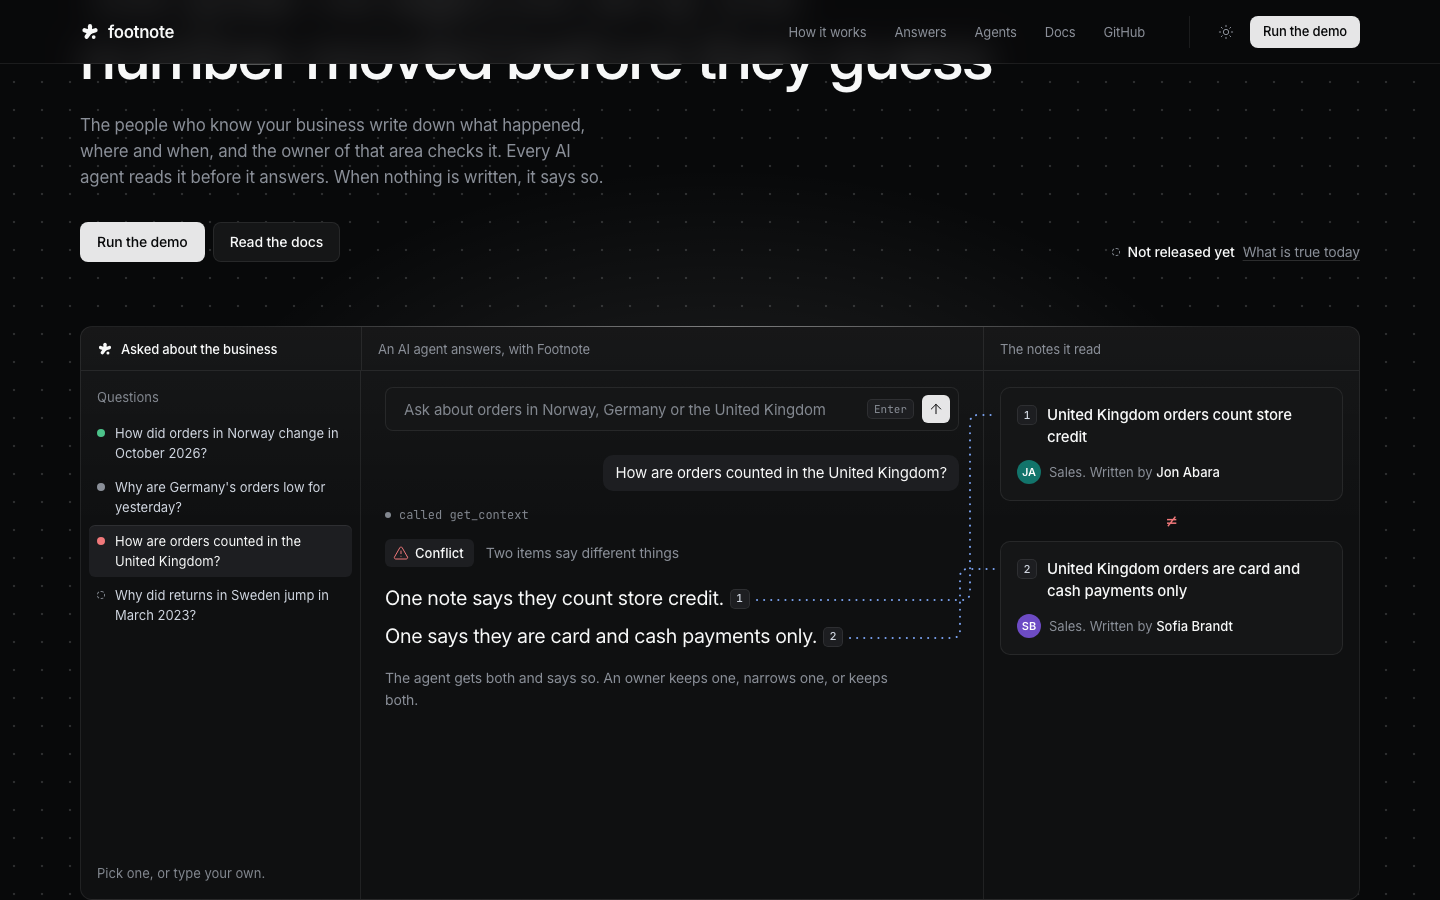 footnote
How it works
Answers
Agents
Docs
GitHub
Run the demo
number moved before they guess
The people who know your business write down what happened,
where and when, and the owner of that area checks it. Every AI
agent reads it before it answers. When nothing is written, it says so.
Run the demo
Read the docs
Not released yet
What is true today
Asked about the business
An AI agent answers, with Footnote
The notes it read
Questions
How did orders in Norway change in
October 2026?
Why are Germany's orders low for
yesterday?
How are orders counted in the
United Kingdom?
Why did returns in Sweden jump in
March 2023?
Pick one, or type your own.
Ask about orders in Norway, Germany or the United Kingdom
Enter
How are orders counted in the United Kingdom?
called get_context
Conflict
Two items say different things
One note says they count store credit. 1
One says they are card and cash payments only. 2
The agent gets both and says so. An owner keeps one, narrows one, or keeps
both.
1
United Kingdom orders count store
credit
JA
Sales. Written by Jon Abara
≠
2
United Kingdom orders are card and
cash payments only
SB
Sales. Written by Sofia Brandt